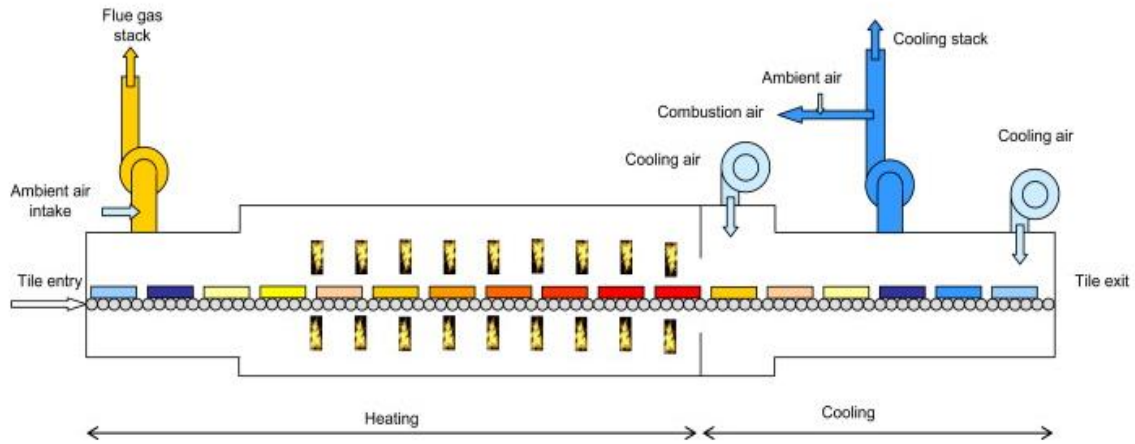 Flue gas
stack
Cooling stack
Ambient air
Combustion air
Cooling air
Cooling air
Ambient air
intake
Tile entry
Tile exit
Heating
Cooling